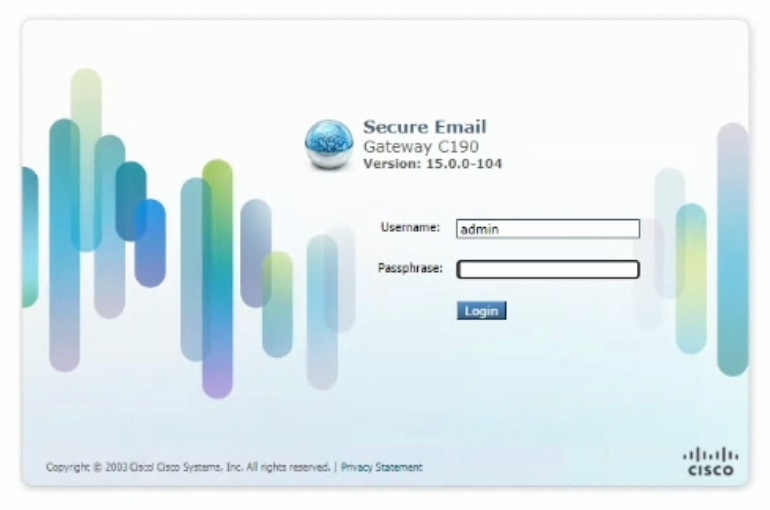 Secure Email
Gateway C190
Version: 15.0.0-104
Username: admin
Passphrase:
Login
Copyright © 2003 Cisco Systems, Inc. All rights reserved. | Privacy Statement
CISCO